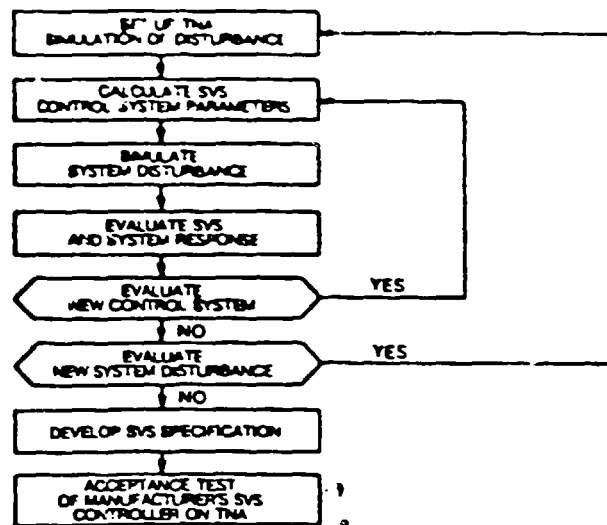 SET UP TNA
SIMULATION OF DISTURBANCE
CALCULATE SVS
CONTROL SYSTEM PARAMETERS
SIMULATE
SYSTEM DISTURBANCE
EVALUATE SVS
AND SYSTEM RESPONSE
EVALUATE
NEW CONTROL SYSTEM
YES
NO
EVALUATE
NEW SYSTEM DISTURBANCE
YES
NO
DEVELOP SVS SPECIFICATION
ACCEPTANCE TEST
OF MANUFACTURER'S SVS
CONTROLLER ON TNA